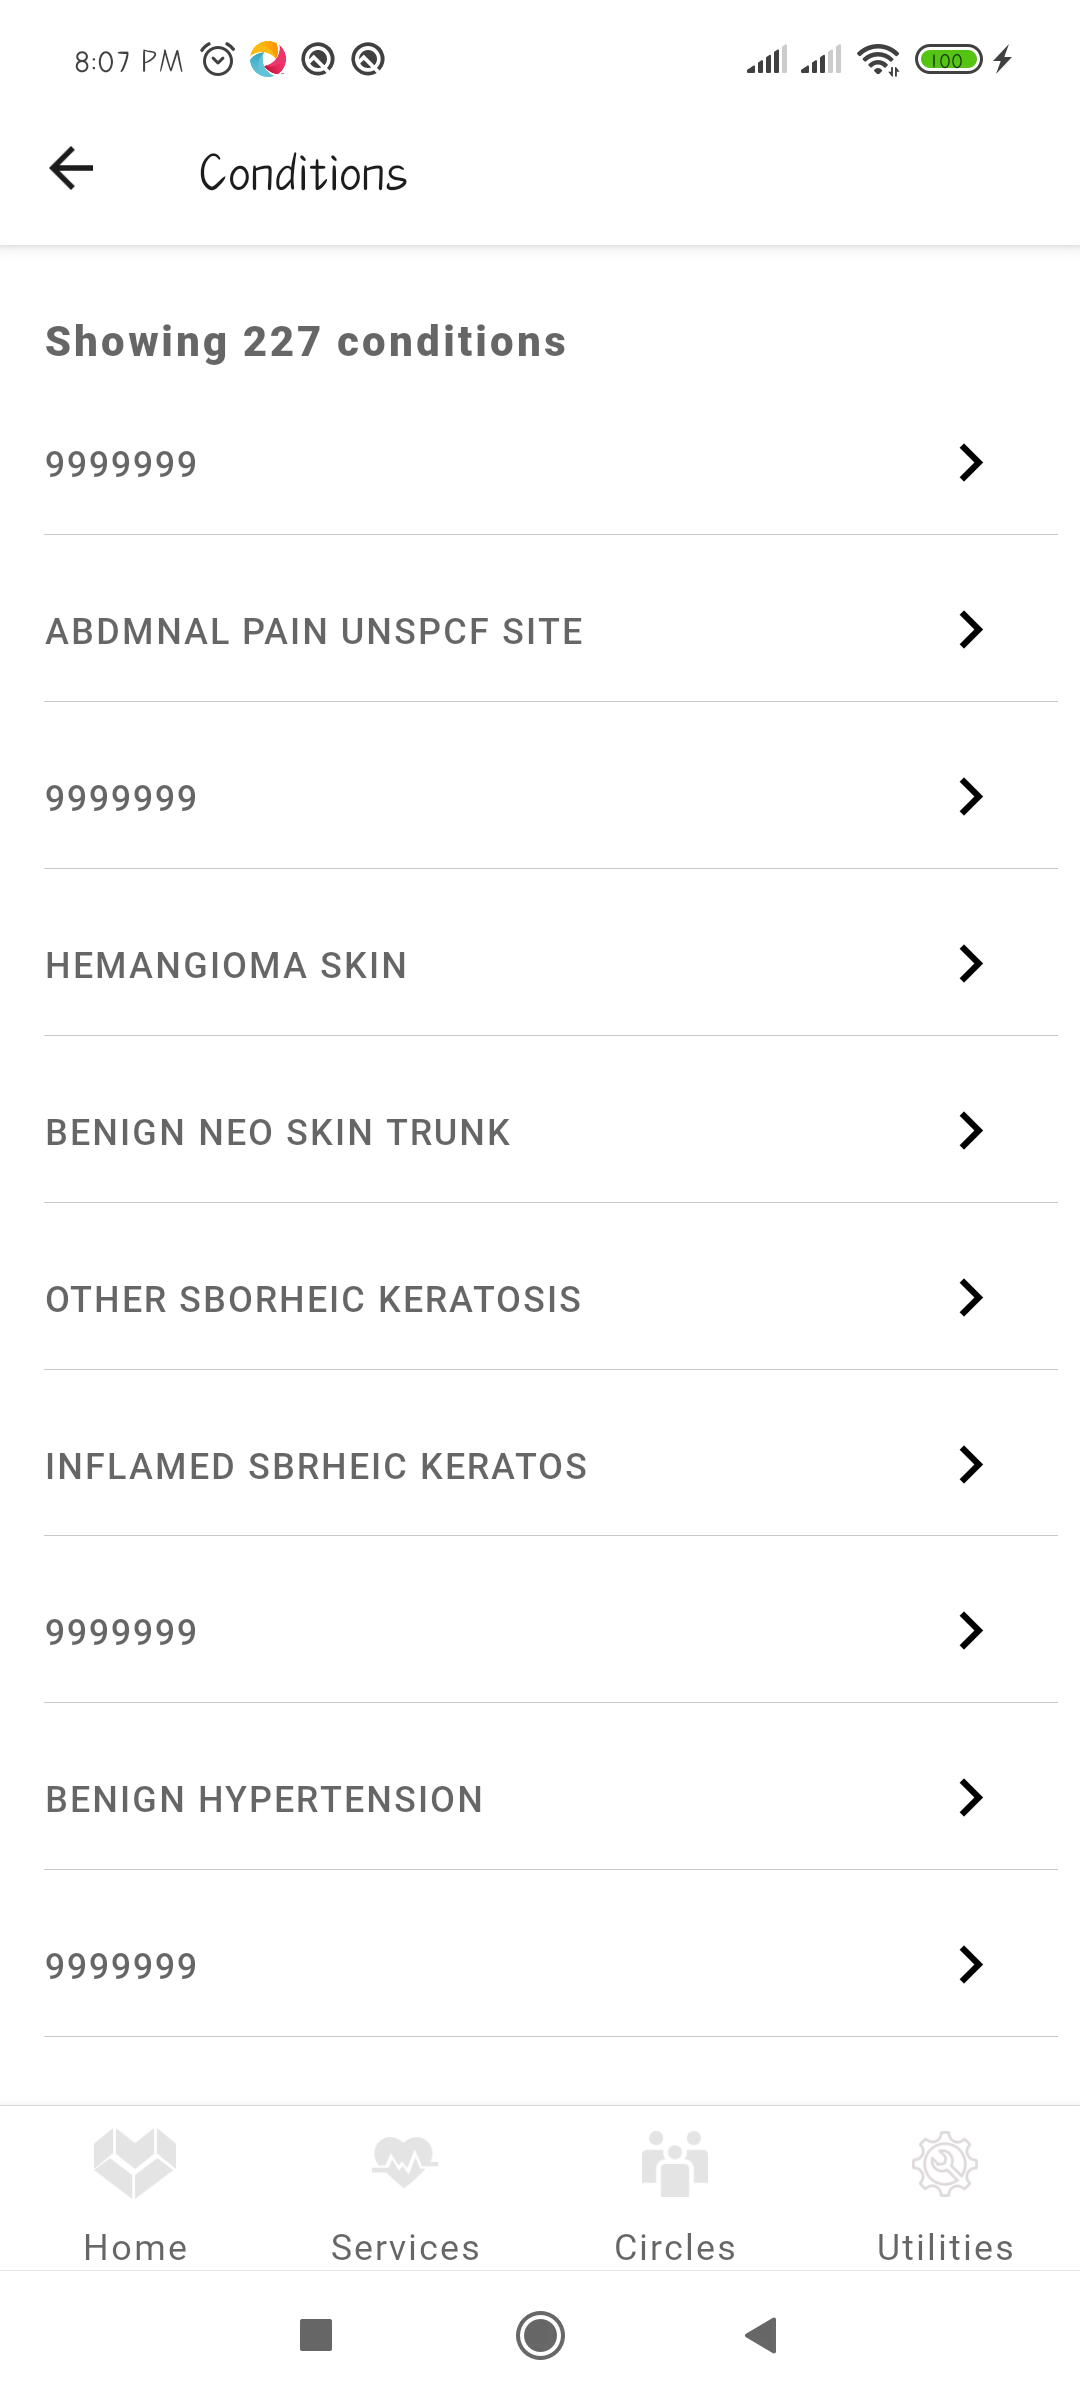 8:07 PM
100
Conditions
Showing 227 conditions
9999999
ABDMNAL PAIN UNSPCF SITE
9999999
HEMANGIOMA SKIN
BENIGN NEO SKIN TRUNK
OTHER SBORHEIC KERATOSIS
INFLAMED SBRHEIC KERATOS
9999999
BENIGN HYPERTENSION
9999999
Home
Services
Circles
Utilities